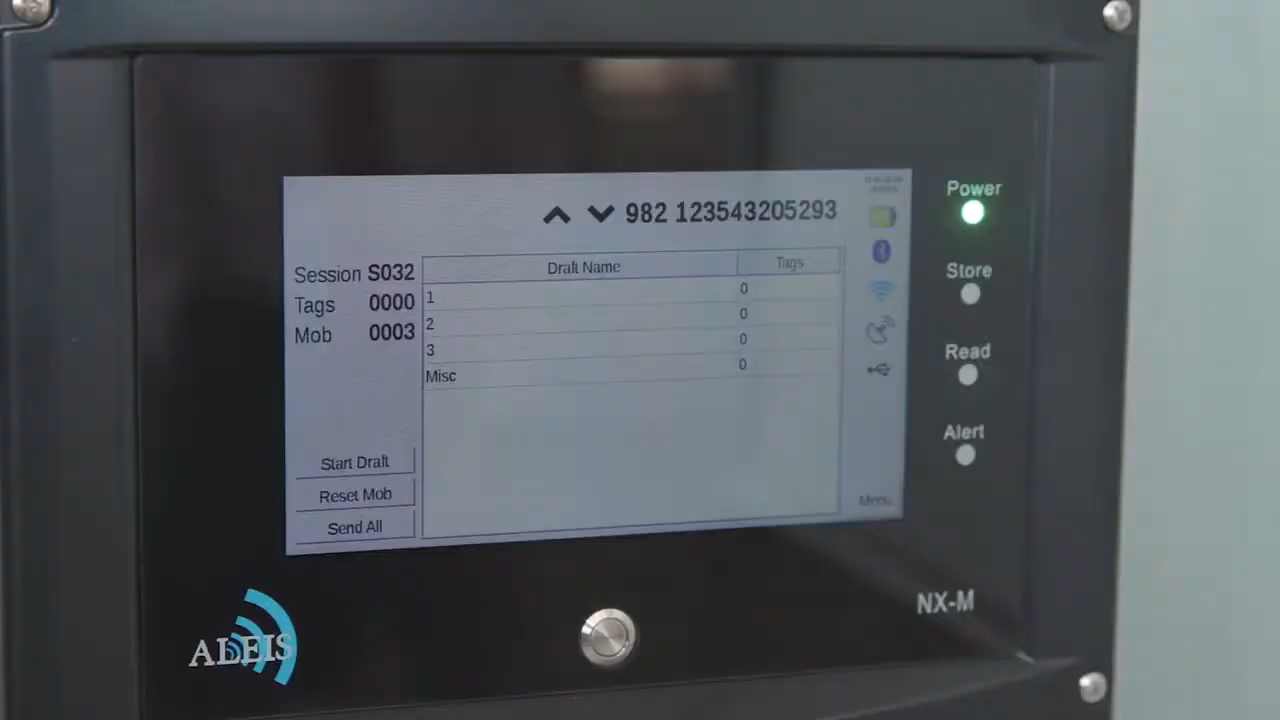 982 123543205293
Session S032
Tags 0000
Mob 0003
Draft Name Tags
1 0
2 0
3 0
Misc 0
Start Draft
Reset Mob
Send All
Menu
Power
Store
Read
Alert
NX-M
ALEIS